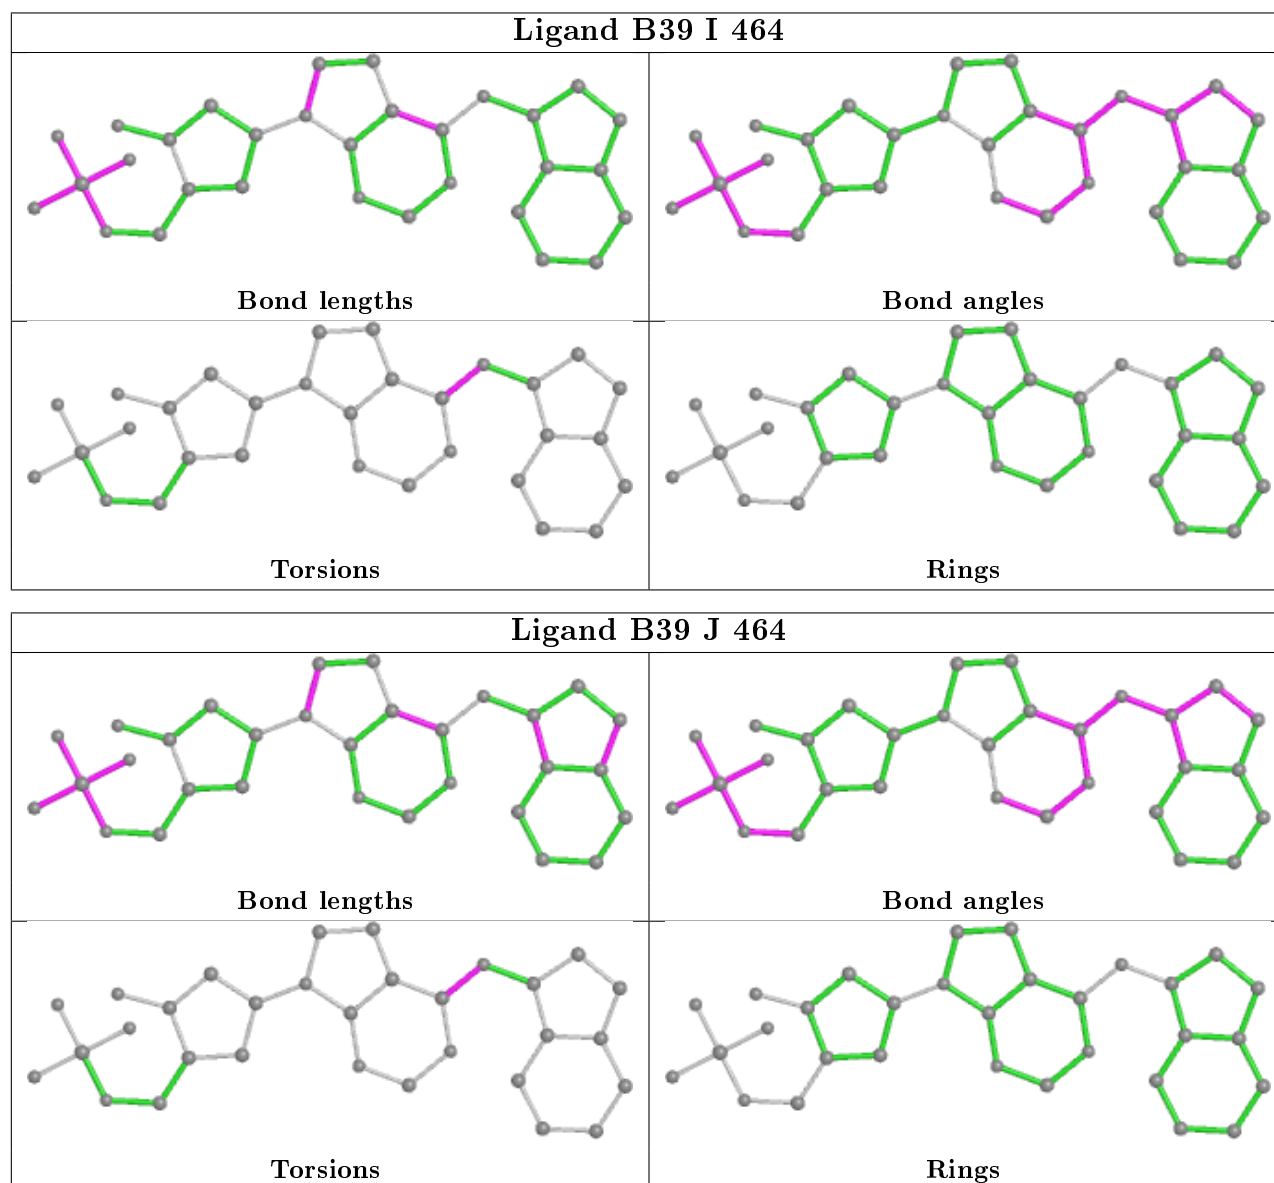 Ligand B39 I 464
Bond lengths
Bond angles
Torsions
Rings
Ligand B39 J 464
Bond lengths
Bond angles
Torsions
Rings